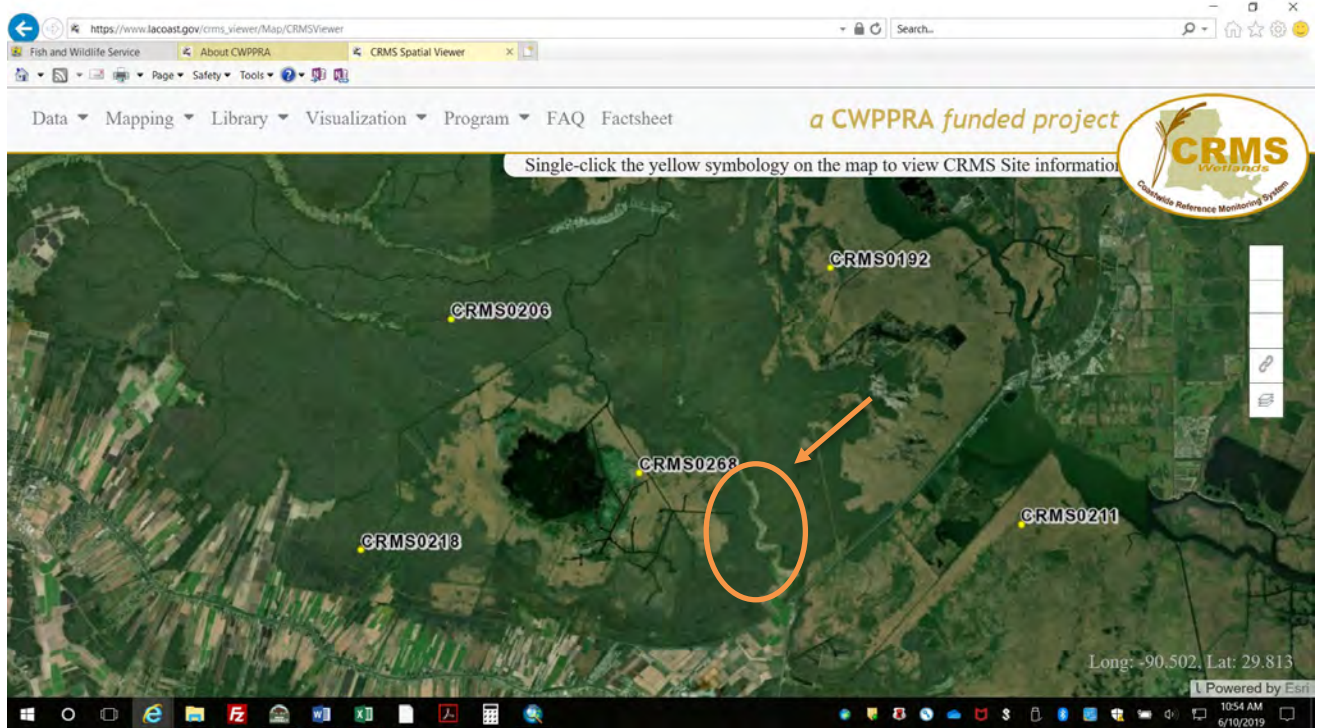 https://www.lacoast.gov/crms_viewer/Map/CRMSViewer
Search...
Fish and Wildlife Service
About CWPPRA
CRMS Spatial Viewer
Page
Safety
Tools
Data
Mapping
Library
Visualization
Program
FAQ
Factsheet
a CWPPRA funded project
CRMS
Wetlands
Coastwide Reference Monitoring System
Single-click the yellow symbology on the map to view CRMS Site information
CRMS0192
CRMS0206
CRMS0268
CRMS0211
CRMS0218
Long: -90.502, Lat: 29.813
Powered by Esri
10:54 AM
6/10/2019